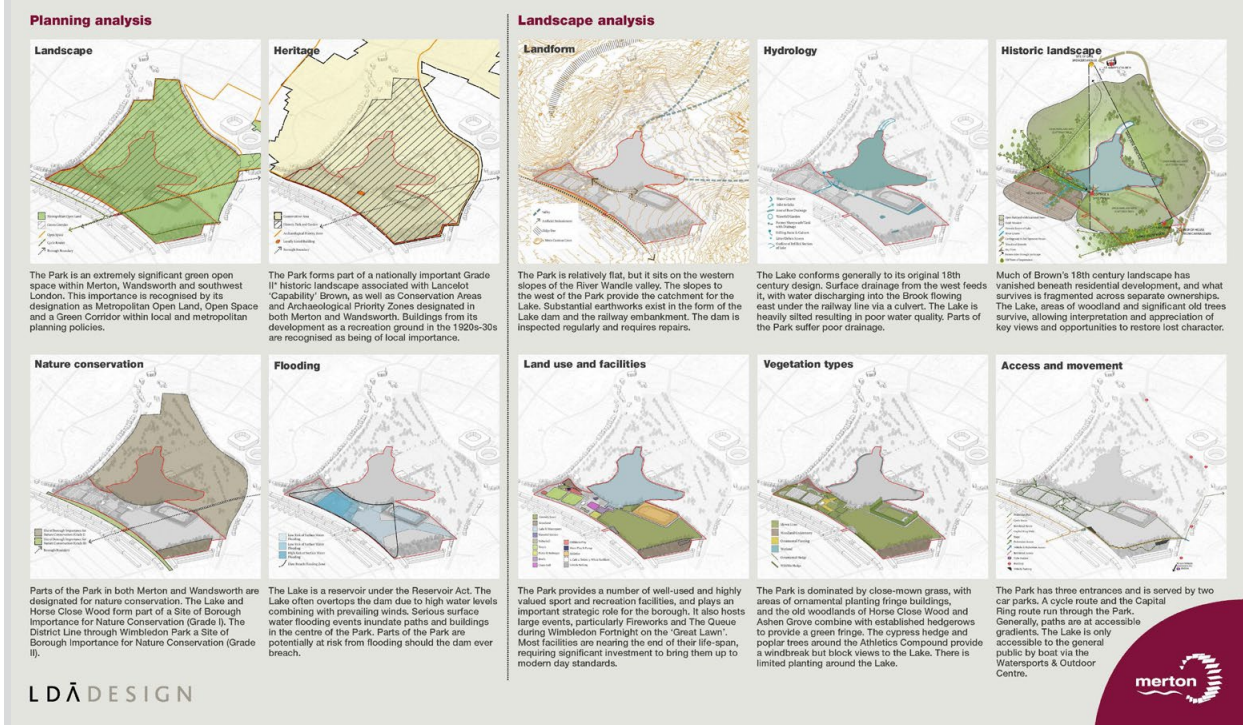 Planning analysis
Landscape
The Park is an extremely significant green open
space within Merton, Wandsworth and southwest
London. This importance is recognised by its
designation as Metropolitan Open Land, Open Space
and a Green Corridor within local and metropolitan
planning policies.
Heritage
The Park forms part of a nationally important Grade
II* historic landscape associated with Lancelot
'Capability' Brown, as well as Conservation Areas
and Archaeological Priority Zones designated in
both Merton and Wandsworth. Buildings from its
development as a recreation ground in the 1920s-30s
are recognised as being of local importance.
Nature conservation
Parts of the Park in both Merton and Wandsworth are
designated for nature conservation. The Lake and
Horse Close Wood form part of a Site of Borough
Importance for Nature Conservation (Grade I). The
District Line through Wimbledon Park a Site of
Borough Importance for Nature Conservation (Grade
II).
Flooding
The Lake is a reservoir under the Reservoir Act. The
Lake often overtops the dam due to high water levels
combining with prevailing winds. Serious surface
water flooding events inundate paths and buildings
in the centre of the Park. Parts of the Park are
potentially at risk from flooding should the dam ever
breach.
Landscape analysis
Landform
The Park is relatively flat, but it sits on the western
slopes of the River Wandle valley. The slopes to
the west of the Park provide the catchment for the
Lake. Substantial earthworks exist in the form of the
Lake dam and the railway embankment. The dam is
inspected regularly and requires repairs.
Hydrology
The Lake conforms generally to its original 18th
century design. Surface drainage from the west feeds
it, with water discharging into the Brook flowing
east under the railway line via a culvert. The Lake is
heavily silted resulting in poor water quality. Parts of
the Park suffer poor drainage.
Historic landscape
Much of Brown's 18th century landscape has
vanished beneath residential development, and what
survives is fragmented across separate ownerships.
The Lake, areas of woodland and significant old trees
survive, allowing interpretation and appreciation of
key views and opportunities to restore lost character.
Land use and facilities
The Park provides a number of well-used and highly
valued sport and recreation facilities, and plays an
important strategic role for the borough. It also hosts
large events, particularly Fireworks and The Queue
during Wimbledon Fortnight on the 'Great Lawn'.
Most facilities are nearing the end of their life-span,
requiring significant investment to bring them up to
modern day standards.
Vegetation types
The Park is dominated by close-mown grass, with
areas of ornamental planting fringe buildings,
and the old woodlands of Horse Close Wood and
Ashen Grove combine with established hedgerows
to provide a green fringe. The cypress hedge and
poplar trees around the Athletics Compound provide
a windbreak but block views to the Lake. There is
limited planting around the Lake.
Access and movement
The Park has three entrances and is served by two
car parks. A cycle route and the Capital
Ring route run through the Park.
Generally, paths are at accessible
gradients. The Lake is only
accessible to the general
public by boat via the
Watersports & Outdoor
Centre.
LDĀDESIGN
merton